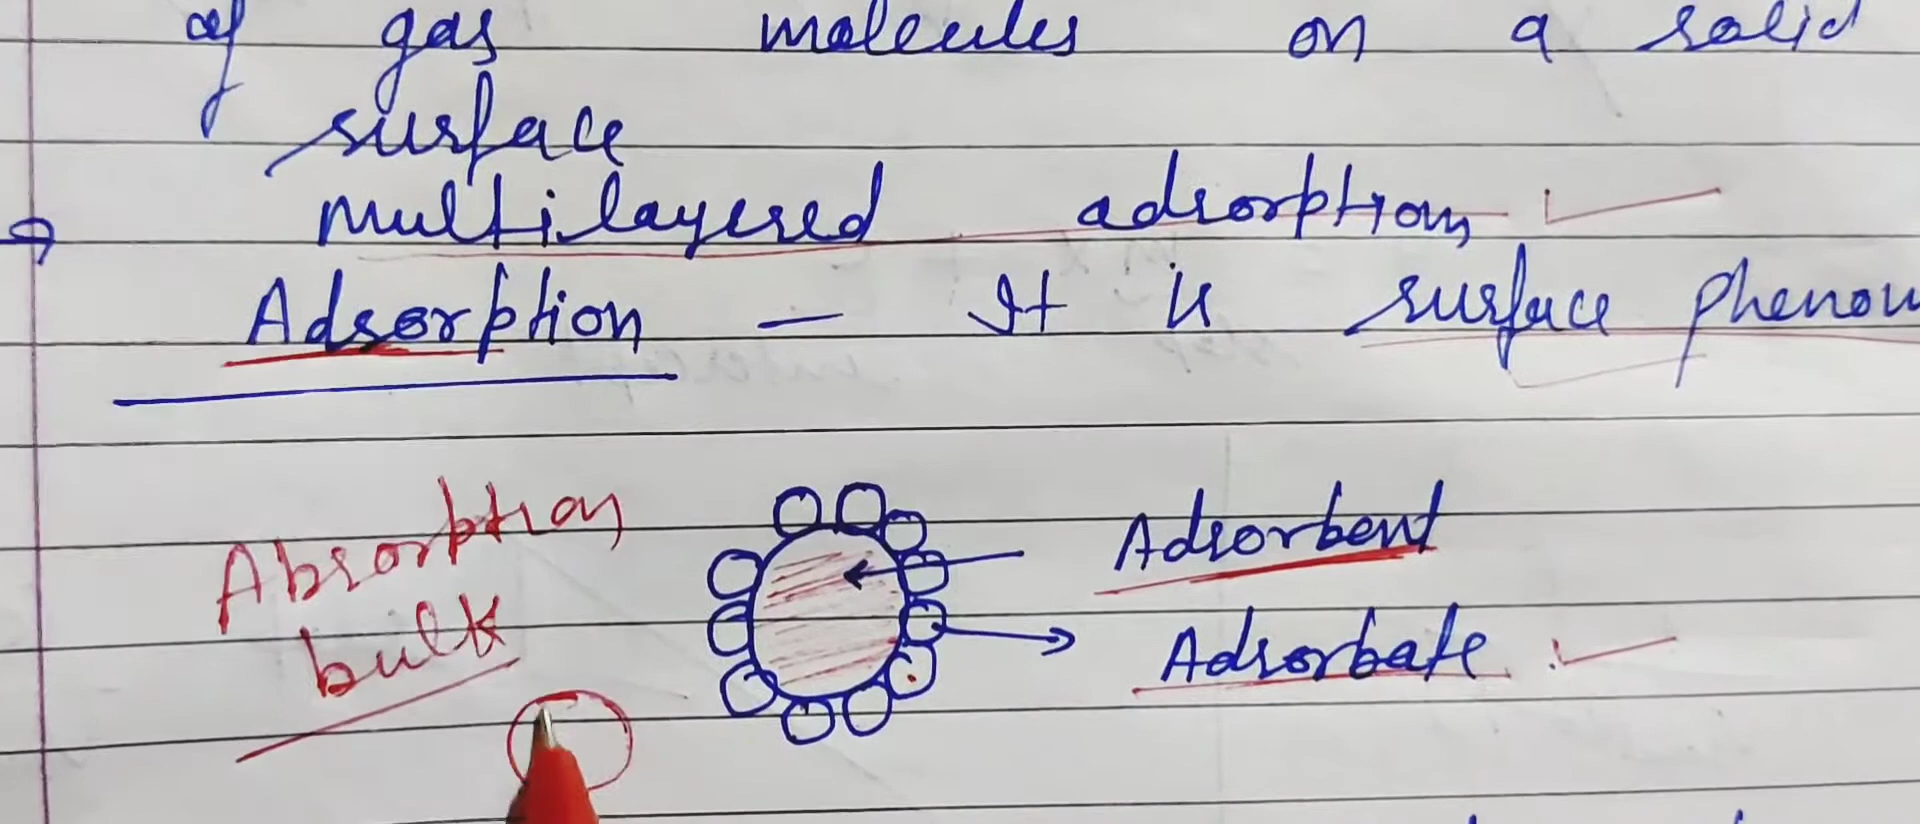 of gas molecules on a solid
surface
multilayered adsorption
Adsorption - It is surface phenom
Absorption
bulk
Adsorbent
Adsorbate